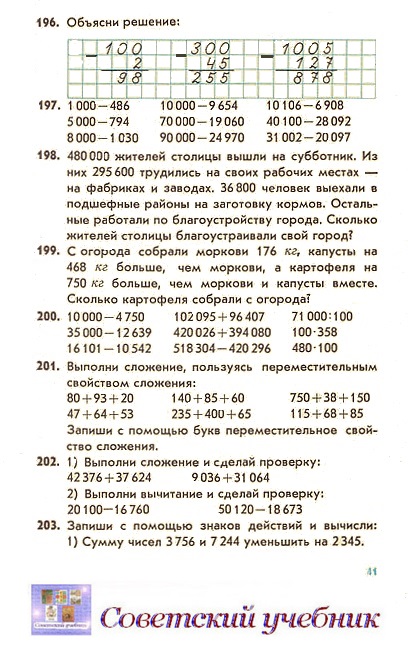 196. Объясни решение:
100 300 1005
2 45 127
98 255 878
197. 1 000−486 10 000−9 654 10 106−6 908
5 000−794 70 000−19 060 40 100−28 092
8 000−1 030 90 000−24 970 31 002−20 097
198. 480 000 жителей столицы вышли на субботник. Из
них 295 600 трудились на своих рабочих местах —
на фабриках и заводах. 36 800 человек выехали в
подшефные районы на заготовку кормов. Осталь-
ные работали по благоустройству города. Сколько
жителей столицы благоустраивали свой город?
199. С огорода собрали моркови 176 кг, капусты на
468 кг больше, чем моркови, а картофеля на
750 кг больше, чем моркови и капусты вместе.
Сколько картофеля собрали с огорода?
200. 10 000−4 750 102 095+96 407 71 000:100
35 000−12 639 420 026+394 080 100·358
16 101−10 542 518 304−420 296 480·100
201. Выполни сложение, пользуясь переместительным
свойством сложения:
80+93+20 140+85+60 750+38+150
47+64+53 235+400+65 115+68+85
Запиши с помощью букв переместительное свой-
ство сложения.
202. 1) Выполни сложение и сделай проверку:
42 376+37 624 9 036+31 064
2) Выполни вычитание и сделай проверку:
20 100−16 760 50 120−18 673
203. Запиши с помощью знаков действий и вычисли:
1) Сумму чисел 3 756 и 7 244 уменьшить на 2 345.
41
Советский учебник